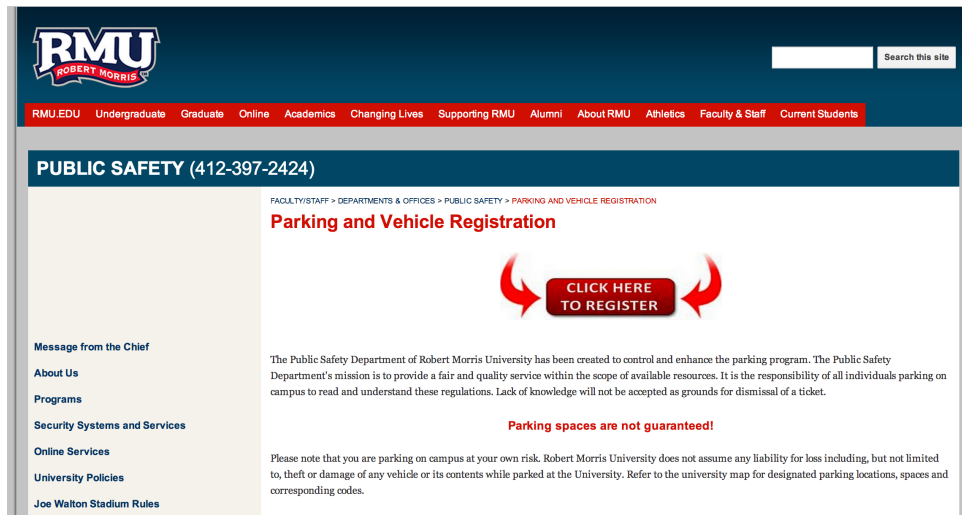 RMU
ROBERT MORRIS
Search this site
RMU.EDU Undergraduate Graduate Online Academics Changing Lives Supporting RMU Alumni About RMU Athletics Faculty & Staff Current Students
PUBLIC SAFETY (412-397-2424)
FACULTY/STAFF > DEPARTMENTS & OFFICES > PUBLIC SAFETY > PARKING AND VEHICLE REGISTRATION
Parking and Vehicle Registration
CLICK HERE
TO REGISTER
Message from the Chief
About Us
Programs
Security Systems and Services
Online Services
University Policies
Joe Walton Stadium Rules
The Public Safety Department of Robert Morris University has been created to control and enhance the parking program. The Public Safety
Department's mission is to provide a fair and quality service within the scope of available resources. It is the responsibility of all individuals parking on
campus to read and understand these regulations. Lack of knowledge will not be accepted as grounds for dismissal of a ticket.
Parking spaces are not guaranteed!
Please note that you are parking on campus at your own risk. Robert Morris University does not assume any liability for loss including, but not limited
to, theft or damage of any vehicle or its contents while parked at the University. Refer to the university map for designated parking locations, spaces and
corresponding codes.